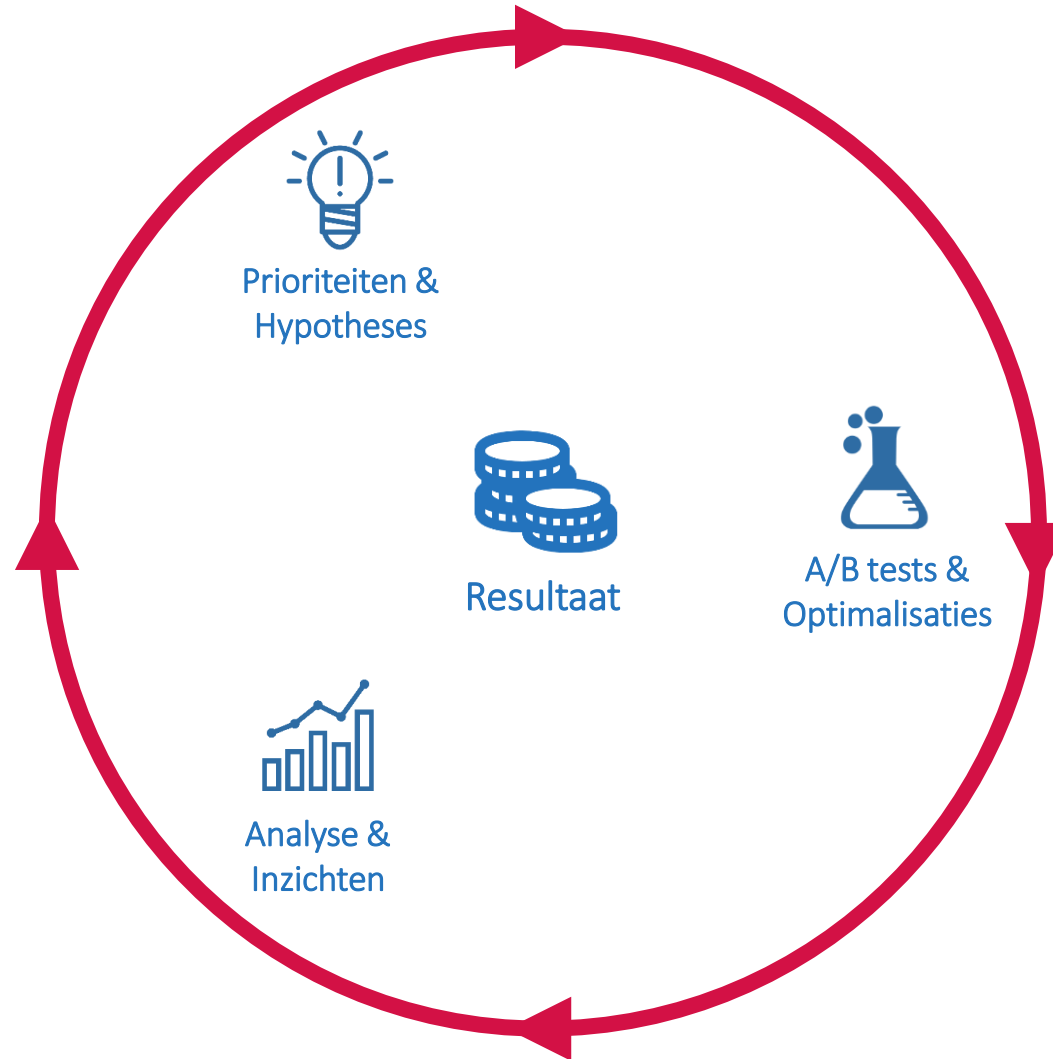 Prioriteiten &
Hypotheses
Resultaat
A/B tests &
Optimalisaties
Analyse &
Inzichten